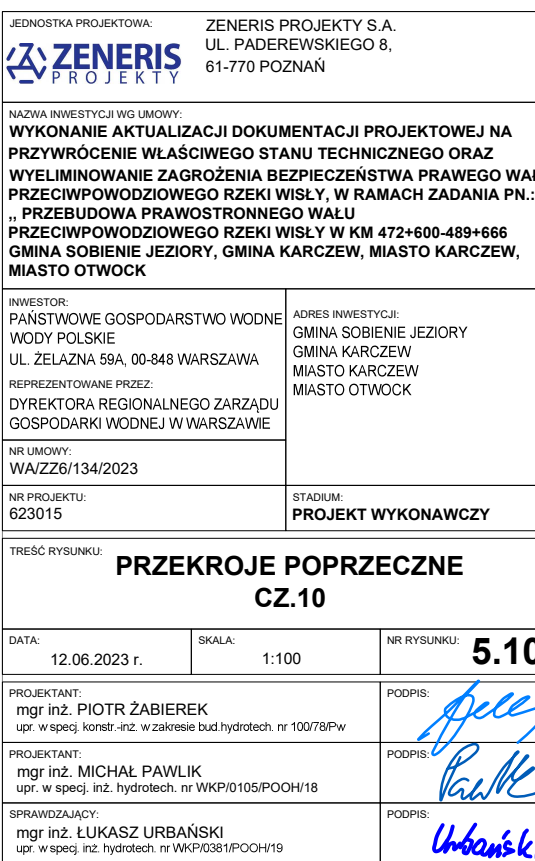 JEDNOSTKA PROJEKTOWA:
ZENERIS
PROJEKTY
ZENERIS PROJEKTY S.A.
UL. PADEREWSKIEGO 8,
61-770 POZNAŃ
NAZWA INWESTYCJI WG UMOWY:
WYKONANIE AKTUALIZACJI DOKUMENTACJI PROJEKTOWEJ NA
PRZYWRÓCENIE WŁAŚCIWEGO STANU TECHNICZNEGO ORAZ
WYELIMINOWANIE ZAGROŻENIA BEZPIECZEŃSTWA PRAWEGO WAŁ
PRZECIWPOWODZIOWEGO RZEKI WISŁY, W RAMACH ZADANIA PN.:
,, PRZEBUDOWA PRAWOSTRONNEGO WAŁU
PRZECIWPOWODZIOWEGO RZEKI WISŁY W KM 472+600-489+666
GMINA SOBIENIE JEZIORY, GMINA KARCZEW, MIASTO KARCZEW,
MIASTO OTWOCK
INWESTOR:
PAŃSTWOWE GOSPODARSTWO WODNE
WODY POLSKIE
UL. ŻELAZNA 59A, 00-848 WARSZAWA
REPREZENTOWANE PRZEZ:
DYREKTORA REGIONALNEGO ZARZĄDU
GOSPODARKI WODNEJ W WARSZAWIE
ADRES INWESTYCJI:
GMINA SOBIENIE JEZIORY
GMINA KARCZEW
MIASTO KARCZEW
MIASTO OTWOCK
NR UMOWY:
WA/ZZ6/134/2023
NR PROJEKTU:
623015
STADIUM:
PROJEKT WYKONAWCZY
TREŚĆ RYSUNKU:
PRZEKROJE POPRZECZNE
CZ.10
DATA:
12.06.2023 r.
SKALA:
1:100
NR RYSUNKU:
5.10
PROJEKTANT:
mgr inż. PIOTR ŻABIEREK
upr. w specj. konstr.-inż. w zakresie bud.hydrotech. nr 100/78/Pw
PODPIS:
PROJEKTANT:
mgr inż. MICHAŁ PAWLIK
upr. w specj. inż. hydrotech. nr WKP/0105/POOH/18
PODPIS:
SPRAWDZAJĄCY:
mgr inż. ŁUKASZ URBAŃSKI
upr. w specj. inż. hydrotech. nr WKP/0381/POOH/19
PODPIS:
Urbańsk